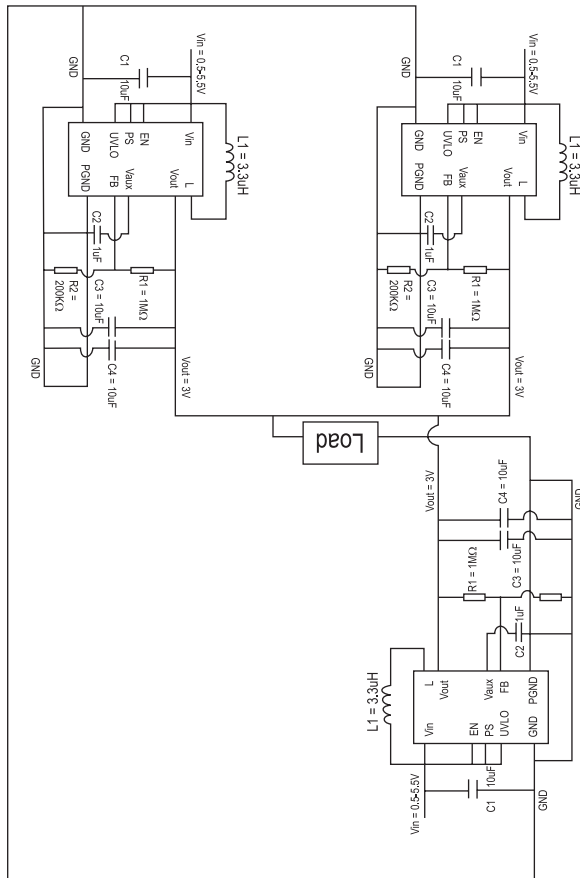 Vin = 0.5-5.5V
C1
10uF
GND
GND
PGND
UVLO
FB
PS
Vaux
EN
Vout
Vin
L
L1 = 3.3uH
C2
1uF
R2 =
200KΩ
R1 = 1MΩ
C3 = 10uF
C4 = 10uF
GND
Vout = 3V
Vin = 0.5-5.5V
C1
10uF
GND
GND
PGND
UVLO
FB
PS
Vaux
EN
Vout
Vin
L
L1 = 3.3uH
C2
1uF
R2 =
200KΩ
R1 = 1MΩ
C3 = 10uF
C4 = 10uF
GND
Vout = 3V
Load
Vout = 3V
C4 = 10uF
GND
C3 = 10uF
R1 = 1MΩ
1uF
C2
L
Vout
Vaux
FB
PGND
Vin
EN
PS
UVLO
GND
L1 = 3.3uH
Vin = 0.5-5.5V
10uF
C1
GND